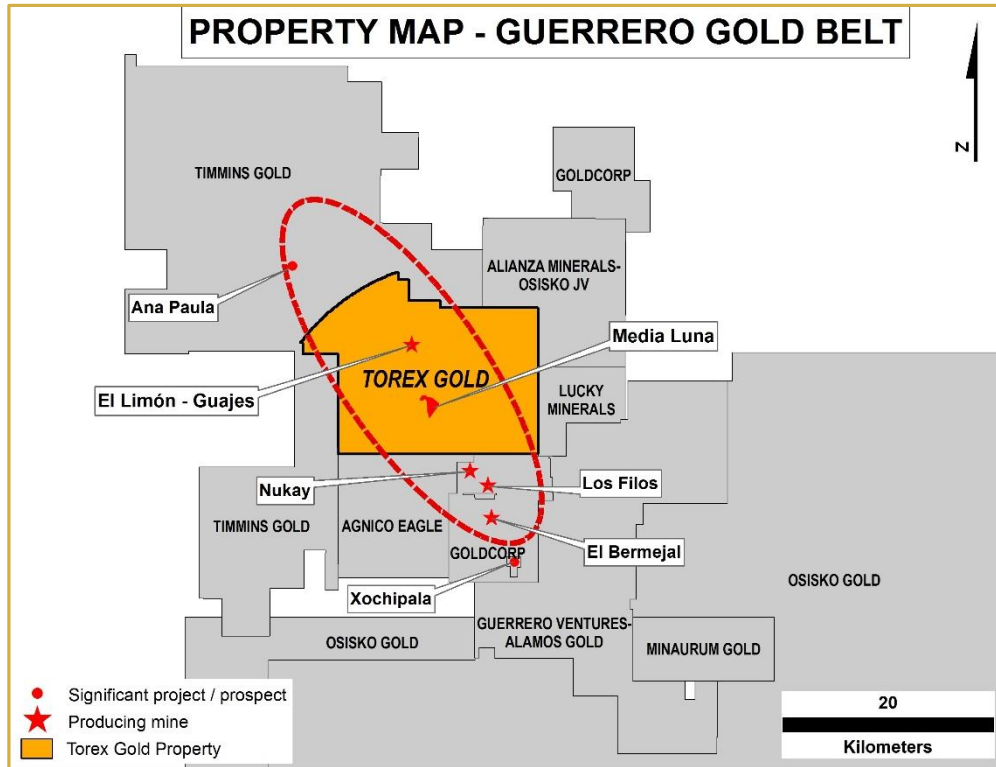 PROPERTY MAP - GUERRERO GOLD BELT
N
TIMMINS GOLD
GOLDCORP
ALIANZA MINERALS-
OSISKO JV
Ana Paula
Media Luna
TOREX GOLD
El Limón - Guajes
LUCKY
MINERALS
Nukay
Los Filos
TIMMINS GOLD
AGNICO EAGLE
GOLDCORP
El Bermejal
Xochipala
OSISKO GOLD
GUERRERO VENTURES-
ALAMOS GOLD
OSISKO GOLD
MINAURUM GOLD
Significant project / prospect
Producing mine
Torex Gold Property
20
Kilometers